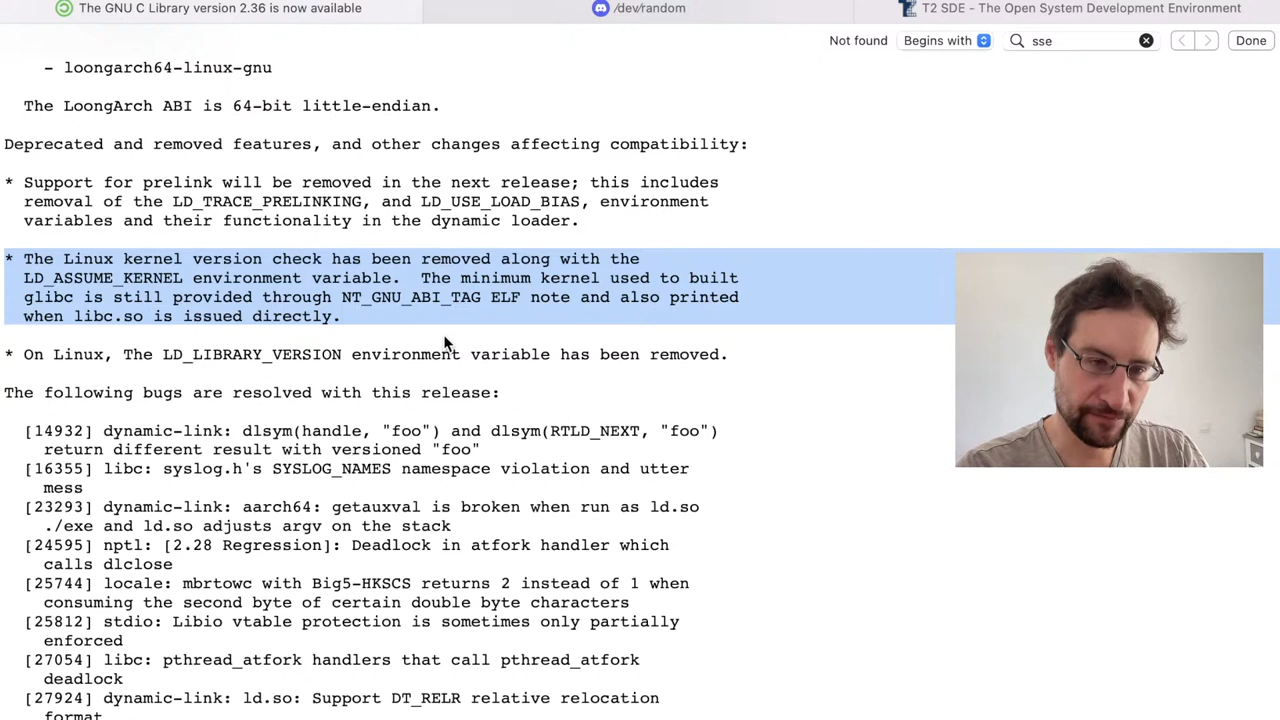 The GNU C Library version 2.36 is now available
/dev/random
T2 SDE - The Open System Development Environment
Not found
Begins with
sse
Done
- loongarch64-linux-gnu
The LoongArch ABI is 64-bit little-endian.
Deprecated and removed features, and other changes affecting compatibility:
* Support for prelink will be removed in the next release; this includes
removal of the LD_TRACE_PRELINKING, and LD_USE_LOAD_BIAS, environment
variables and their functionality in the dynamic loader.
* The Linux kernel version check has been removed along with the
LD_ASSUME_KERNEL environment variable.  The minimum kernel used to built
glibc is still provided through NT_GNU_ABI_TAG ELF note and also printed
when libc.so is issued directly.
* On Linux, The LD_LIBRARY_VERSION environment variable has been removed.
The following bugs are resolved with this release:
[14932] dynamic-link: dlsym(handle, "foo") and dlsym(RTLD_NEXT, "foo")
return different result with versioned "foo"
[16355] libc: syslog.h's SYSLOG_NAMES namespace violation and utter
mess
[23293] dynamic-link: aarch64: getauxval is broken when run as ld.so
./exe and ld.so adjusts argv on the stack
[24595] nptl: [2.28 Regression]: Deadlock in atfork handler which
calls dlclose
[25744] locale: mbrtowc with Big5-HKSCS returns 2 instead of 1 when
consuming the second byte of certain double byte characters
[25812] stdio: Libio vtable protection is sometimes only partially
enforced
[27054] libc: pthread_atfork handlers that call pthread_atfork
deadlock
[27924] dynamic-link: ld.so: Support DT_RELR relative relocation
format